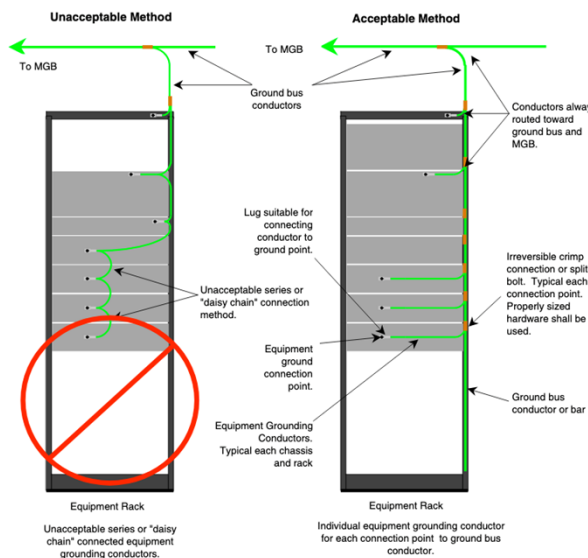 Unacceptable Method
Acceptable Method
To MGB
To MGB
Ground bus
conductors
Conductors alway
routed toward
ground bus and
MGB.
Lug suitable for
connecting
conductor to
ground point.
Unacceptable series or
"daisy chain" connection
method.
Irreversible crimp
connection or split
bolt. Typical each
connection point.
Properly sized
hardware shall be
used.
Equipment
ground
connection
point.
Ground bus
conductor or bar
Equipment Grounding
Conductors.
Typical each chassis
and rack
Equipment Rack
Unacceptable series or "daisy
chain" connected equipment
grounding conductors.
Equipment Rack
Individual equipment grounding conductor
for each connection point to ground bus
conductor.